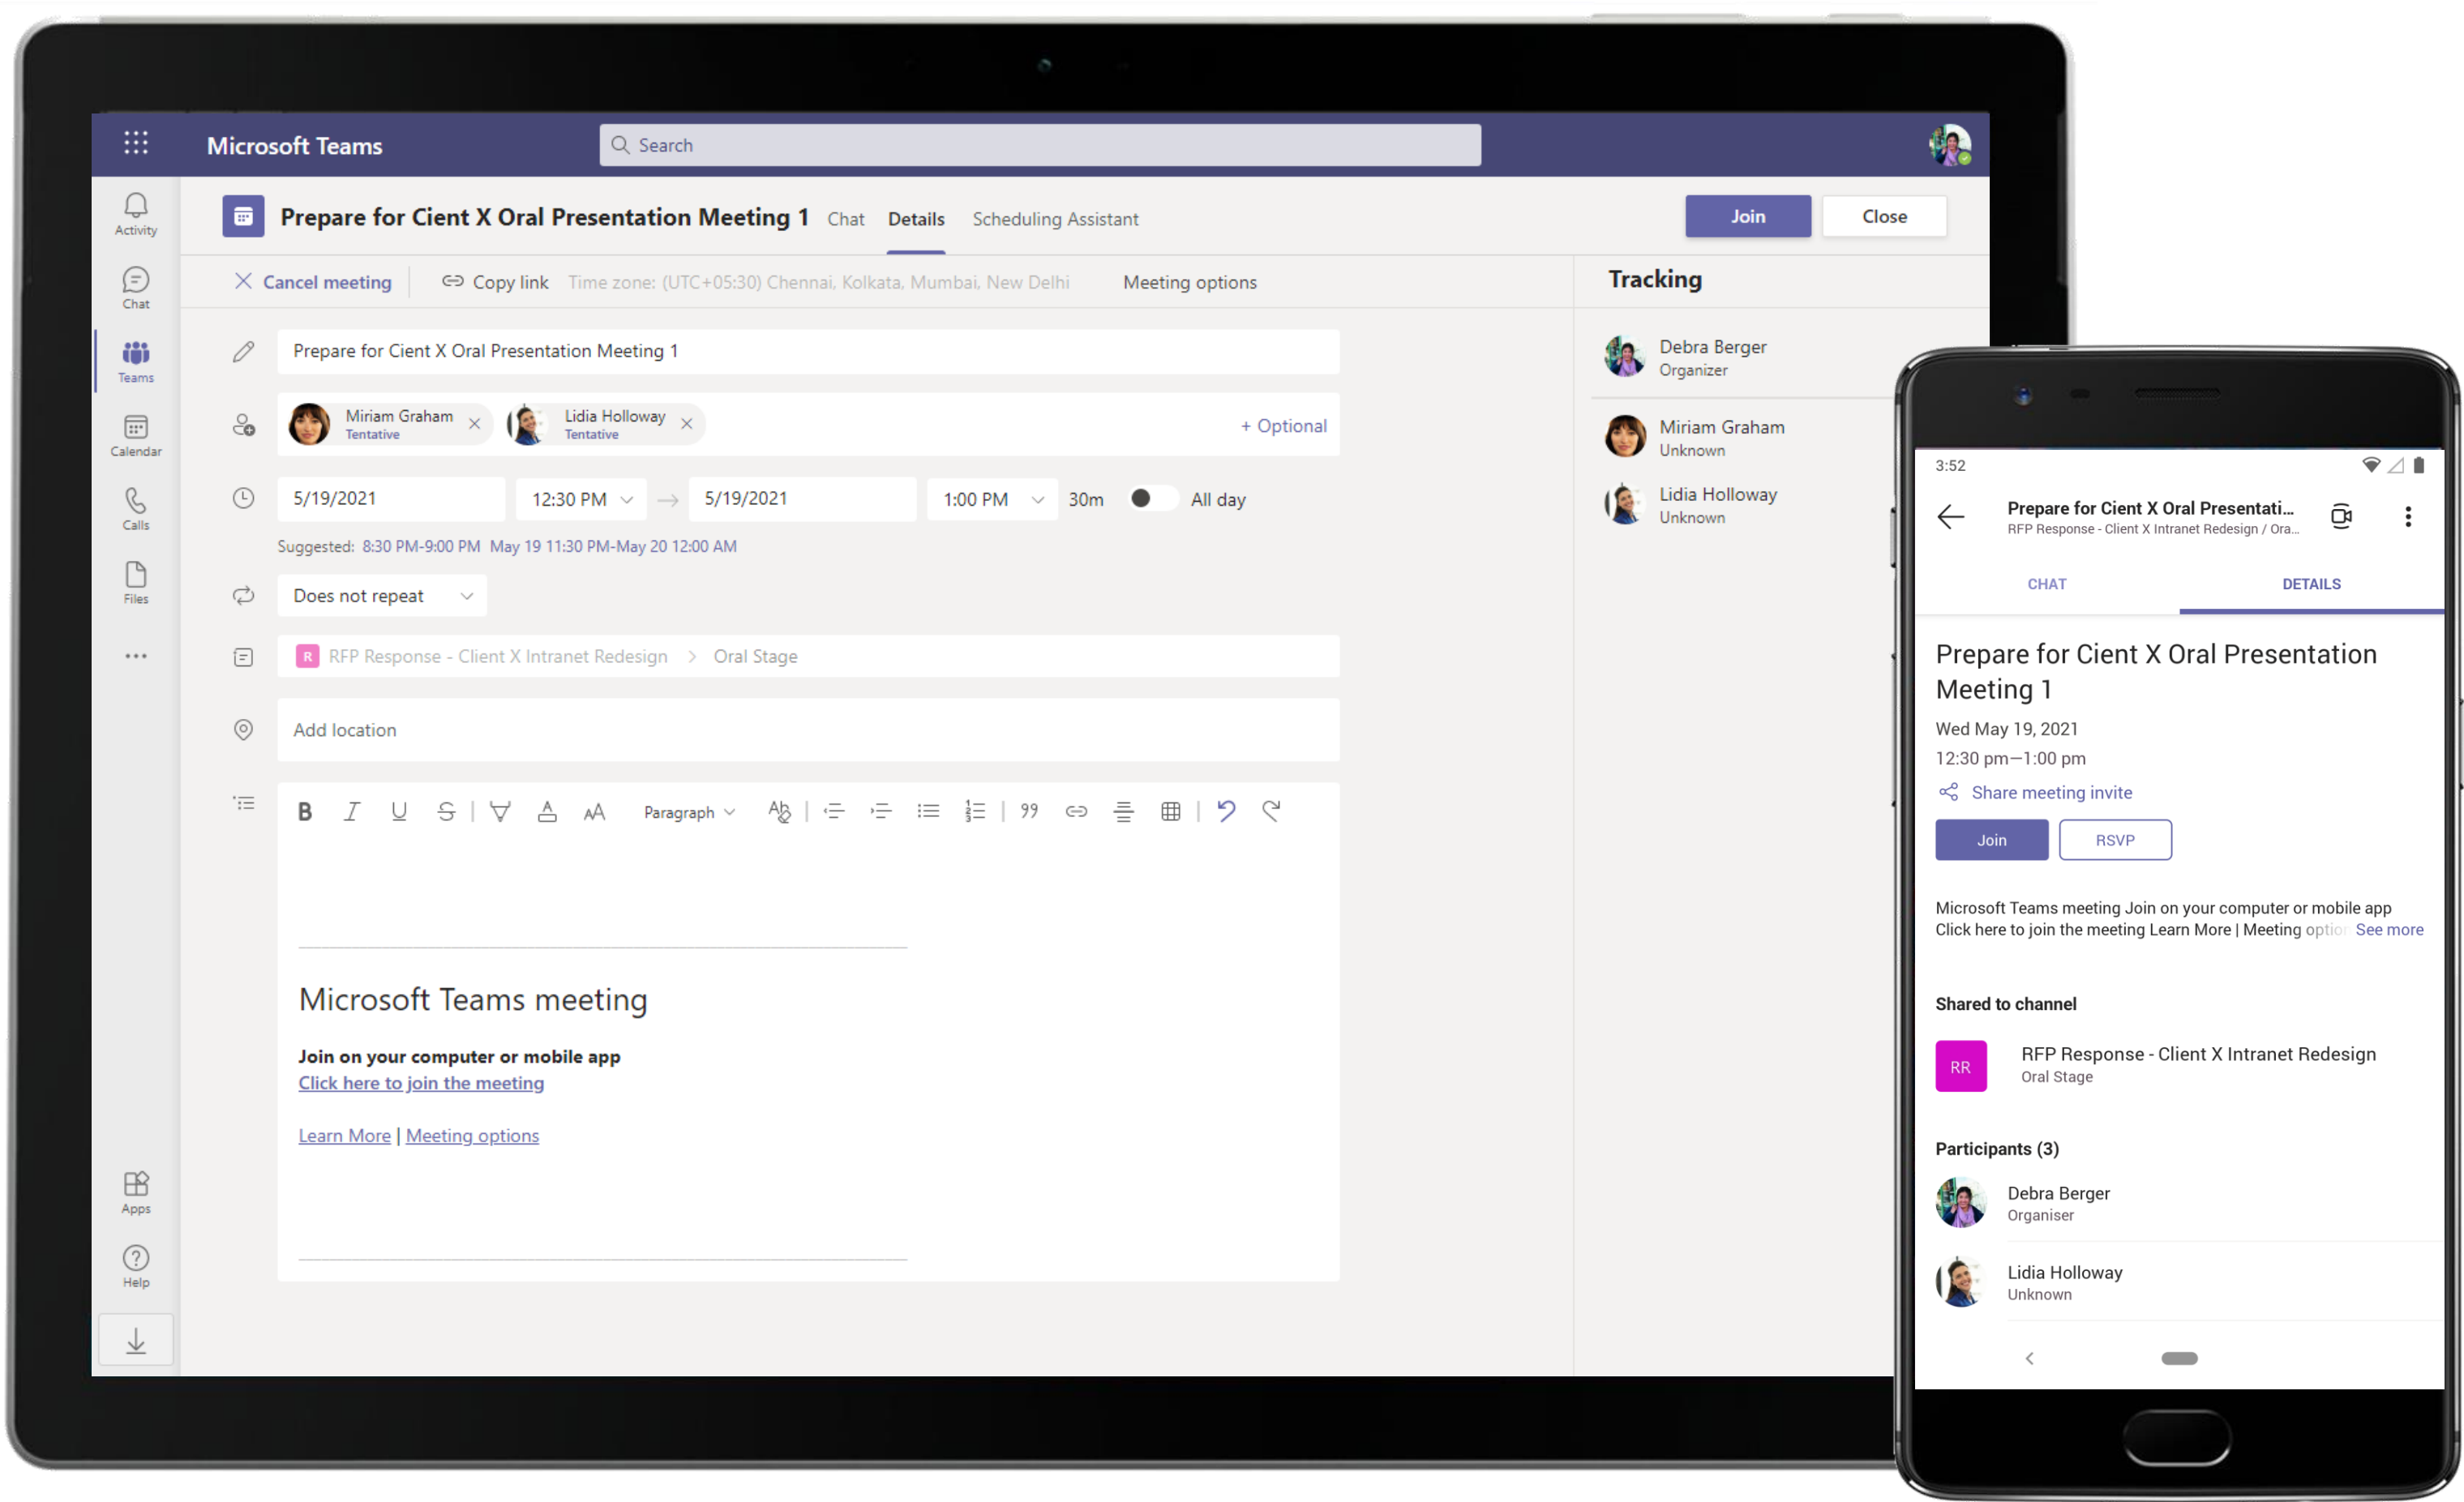 Microsoft Teams
Search
Activity
Chat
Teams
Calendar
Calls
Files
Apps
Help
Prepare for Cient X Oral Presentation Meeting 1 Chat Details Scheduling Assistant
Join Close
Cancel meeting Copy link Time zone: (UTC+05:30) Chennai, Kolkata, Mumbai, New Delhi Meeting options
Prepare for Cient X Oral Presentation Meeting 1
Miriam Graham
Tentative
Lidia Holloway
Tentative
+ Optional
5/19/2021 12:30 PM → 5/19/2021 1:00 PM 30m All day
Suggested: 8:30 PM-9:00 PM May 19 11:30 PM-May 20 12:00 AM
Does not repeat
R RFP Response - Client X Intranet Redesign > Oral Stage
Add location
B I U S A AA Paragraph Ab 99
Microsoft Teams meeting
Join on your computer or mobile app
Click here to join the meeting
Learn More | Meeting options
Tracking
Debra Berger
Organizer
Miriam Graham
Unknown
Lidia Holloway
Unknown
3:52
Prepare for Cient X Oral Presentati...
RFP Response - Client X Intranet Redesign / Ora...
CHAT DETAILS
Prepare for Cient X Oral Presentation
Meeting 1
Wed May 19, 2021
12:30 pm–1:00 pm
Share meeting invite
Join RSVP
Microsoft Teams meeting Join on your computer or mobile app
Click here to join the meeting Learn More | Meeting option See more
Shared to channel
RR
RFP Response - Client X Intranet Redesign
Oral Stage
Participants (3)
Debra Berger
Organiser
Lidia Holloway
Unknown